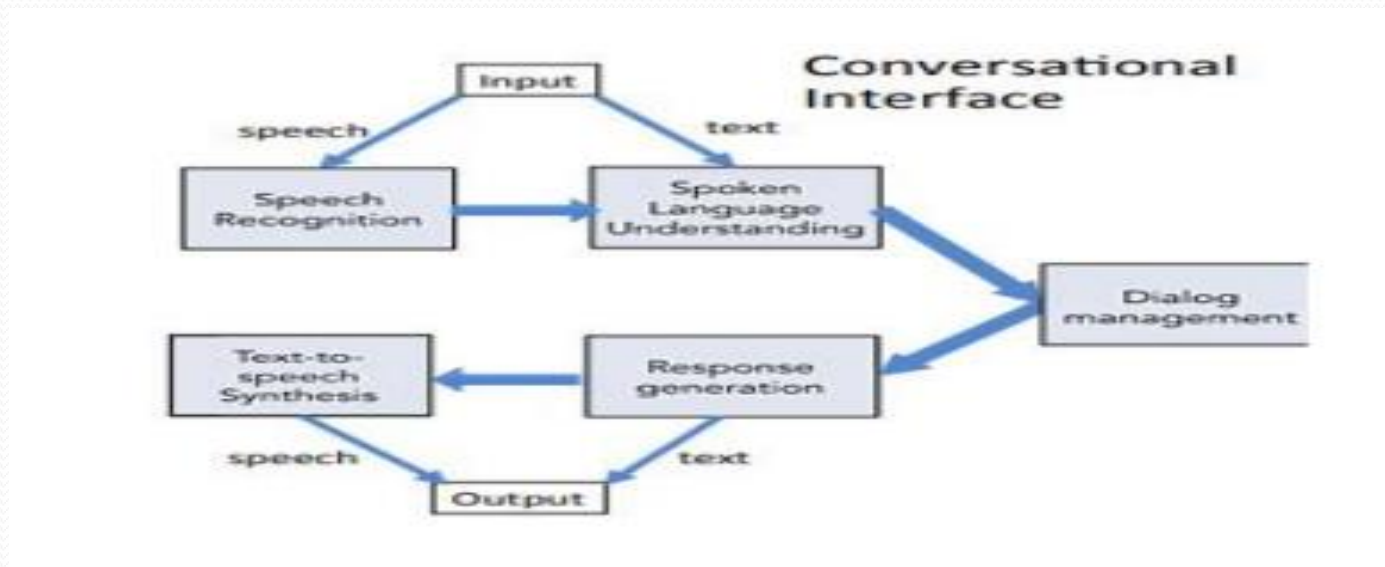 Conversational
Interface
Input
speech
text
Speech
Recognition
Spoken
Language
Understanding
Dialog
management
Text-to-
speech
Synthesis
Response
generation
speech
text
Output